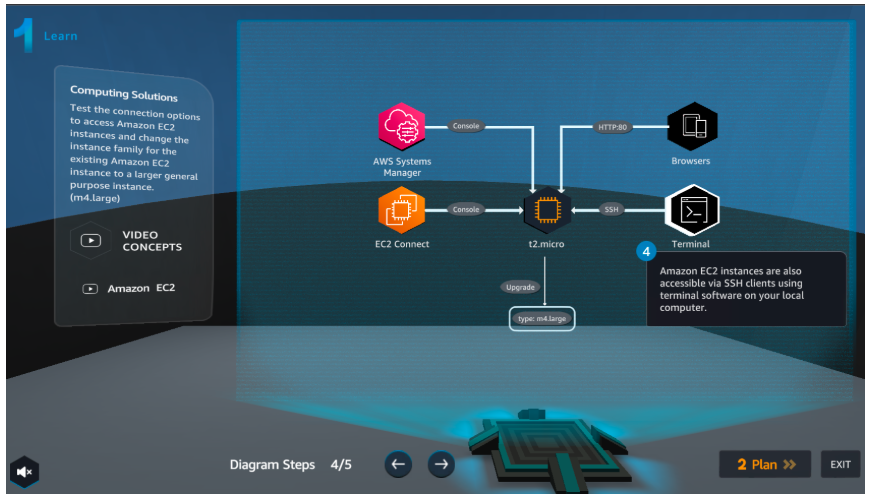 1 Learn
Computing Solutions
Test the connection options
to access Amazon EC2
instances and change the
instance family for the
existing Amazon EC2
instance to a larger general
purpose instance.
(m4.large)
VIDEO
CONCEPTS
Amazon EC2
Console
HTTP:80
AWS Systems
Manager
Browsers
Console
SSH
EC2 Connect
t2.micro
Terminal
4
Amazon EC2 instances are also
accessible via SSH clients using
terminal software on your local
computer.
Upgrade
type: m4.large
Diagram Steps 4/5
2 Plan
EXIT